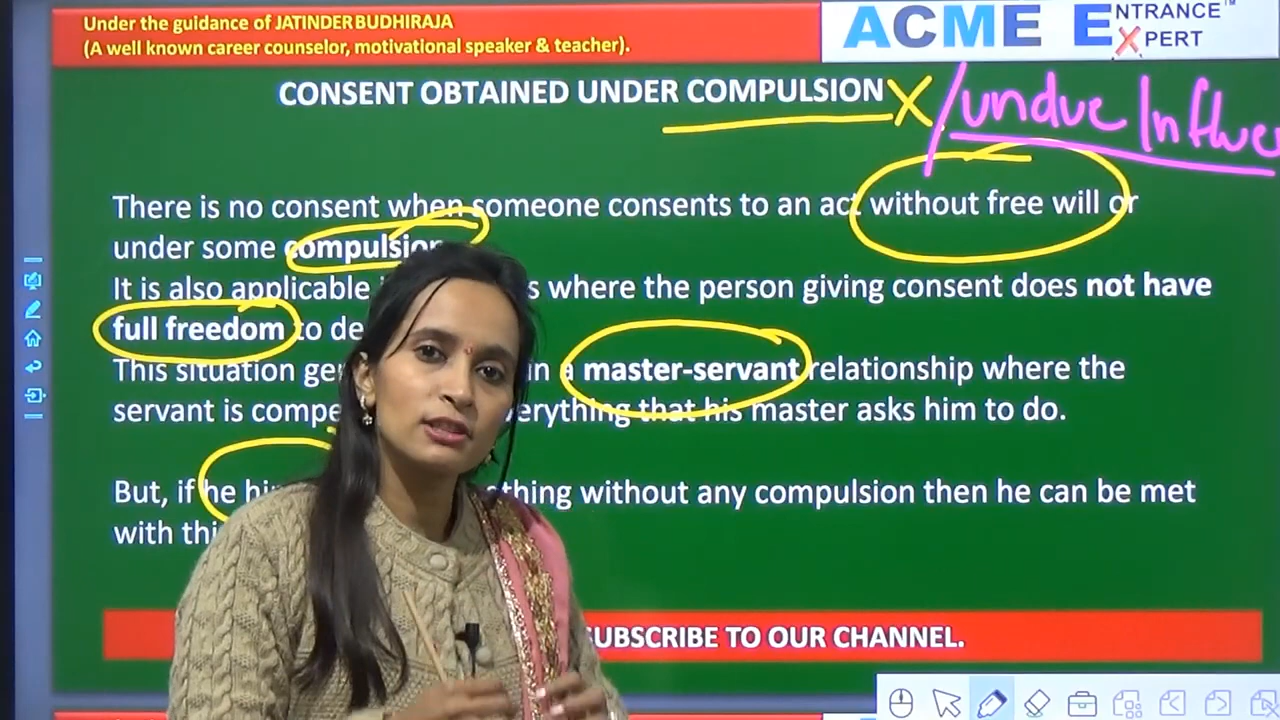 Under the guidance of JATINDER BUDHIRAJA
(A well known career counselor, motivational speaker & teacher).
ACME ENTRANCE EXPERT™
CONSENT OBTAINED UNDER COMPULSION X /undue Influe
There is no consent when someone consents to an act without free will or
under some compulsion
It is also applicable where the person giving consent does not have
full freedom to de
This situation ge in a master-servant relationship where the
servant is compe everything that his master asks him to do.
But, if he hi thing without any compulsion then he can be met
with thi
SUBSCRIBE TO OUR CHANNEL.